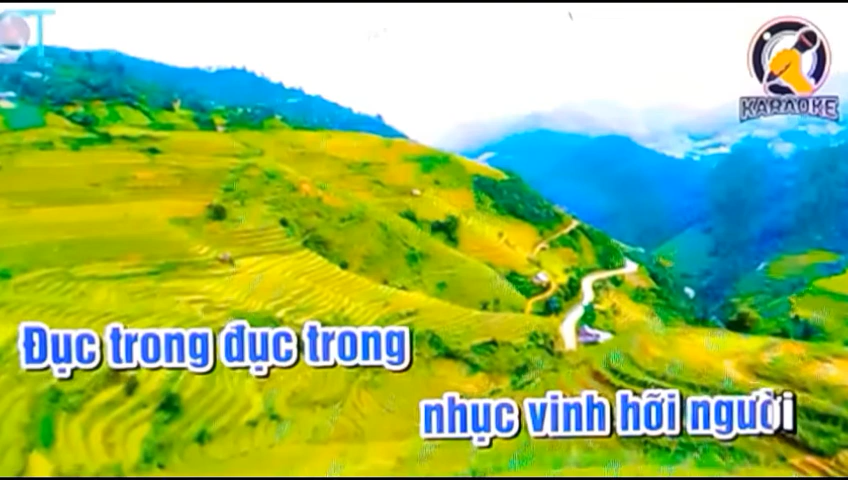 KARAOKE
Đục trong đục trong
nhục vinh hỡi người